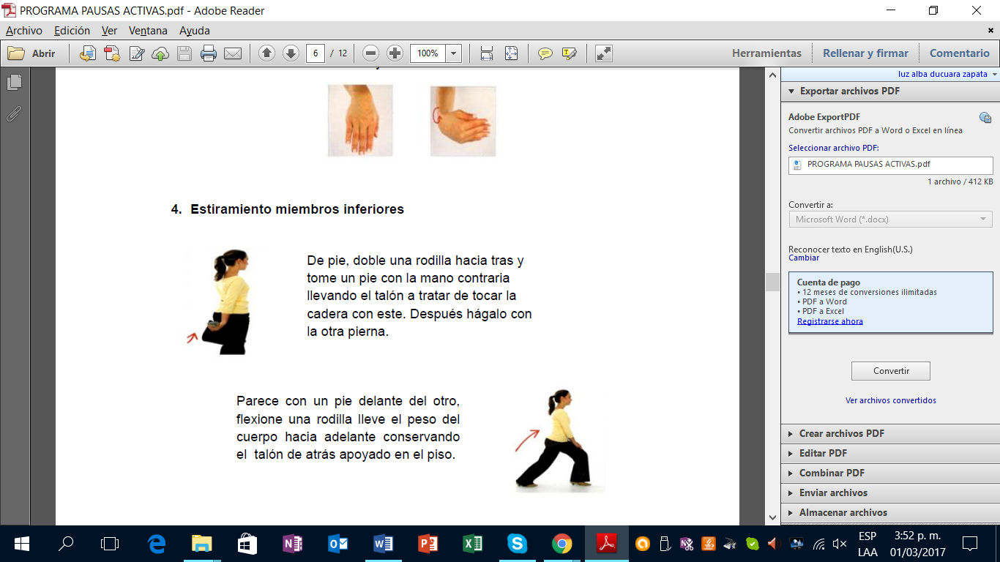 PROGRAMA PAUSAS ACTIVAS.pdf - Adobe Reader
Archivo Edición Ver Ventana Ayuda
Abrir 6 / 12 100% Herramientas Rellenar y firmar Comentario
4. Estiramiento miembros inferiores
De pie, doble una rodilla hacia tras y
tome un pie con la mano contraria
llevando el talón a tratar de tocar la
cadera con este. Después hágalo con
la otra pierna.
Parece con un pie delante del otro,
flexione una rodilla lleve el peso del
cuerpo hacia adelante conservando
el talón de atrás apoyado en el piso.
luz alba ducuara zapata
Exportar archivos PDF
Adobe ExportPDF
Convertir archivos PDF a Word o Excel en línea
Seleccionar archivo PDF:
PROGRAMA PAUSAS ACTIVAS.pdf
1 archivo / 412 KB
Convertir a:
Microsoft Word (*.docx)
Reconocer texto en English(U.S.)
Cambiar
Cuenta de pago
• 12 meses de conversiones ilimitadas
• PDF a Word
• PDF a Excel
Registrarse ahora
Convertir
Ver archivos convertidos
Crear archivos PDF
Editar PDF
Combinar PDF
Enviar archivos
Almacenar archivos
ESP
LAA
3:52 p. m.
01/03/2017